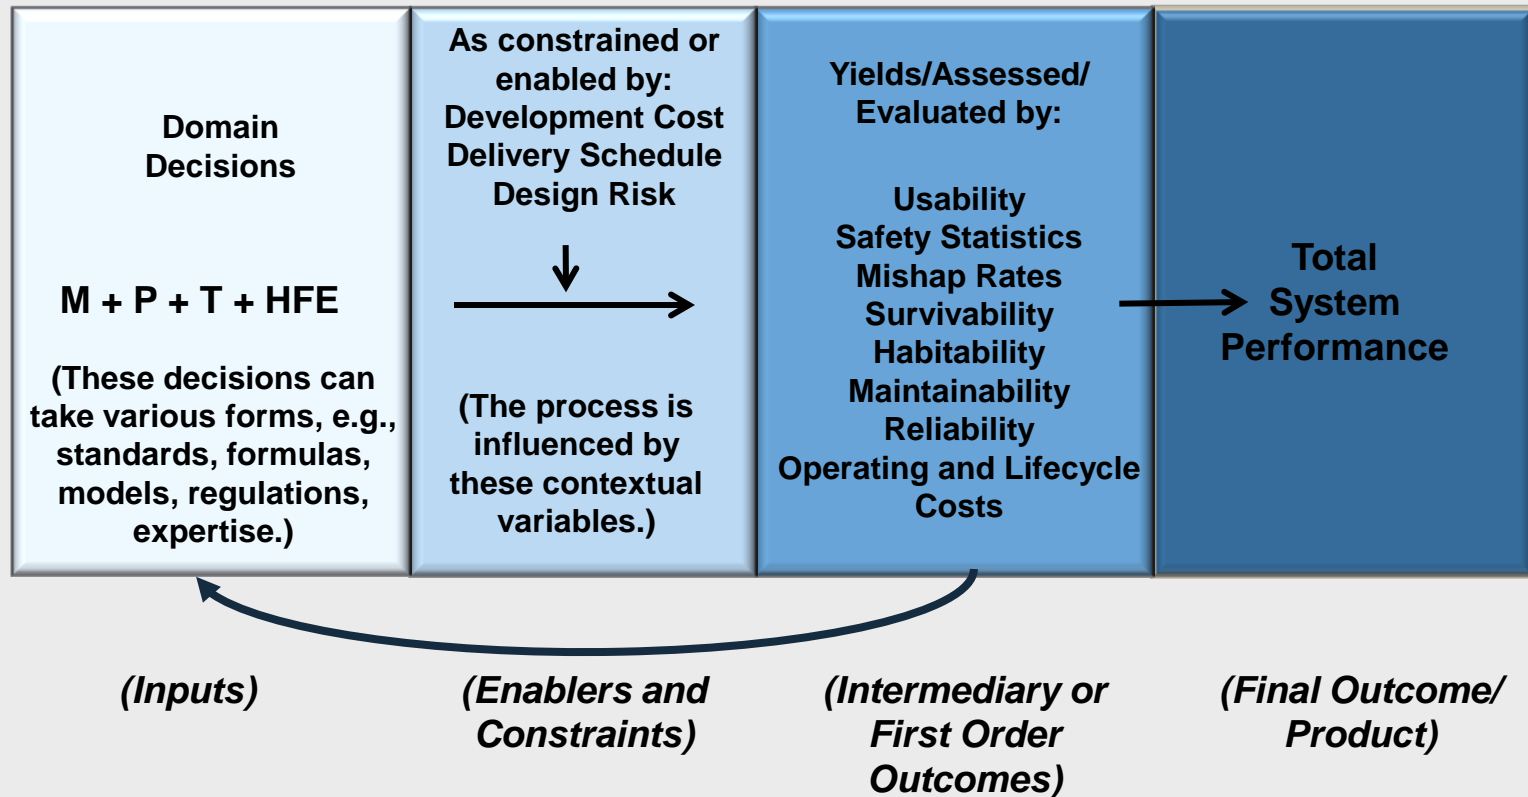 Domain
Decisions
M + P + T + HFE
(These decisions can
take various forms, e.g.,
standards, formulas,
models, regulations,
expertise.)
As constrained or
enabled by:
Development Cost
Delivery Schedule
Design Risk
(The process is
influenced by
these contextual
variables.)
Yields/Assessed/
Evaluated by:
Usability
Safety Statistics
Mishap Rates
Survivability
Habitability
Maintainability
Reliability
Operating and Lifecycle
Costs
Total
System
Performance
(Inputs)
(Enablers and
Constraints)
(Intermediary or
First Order
Outcomes)
(Final Outcome/
Product)